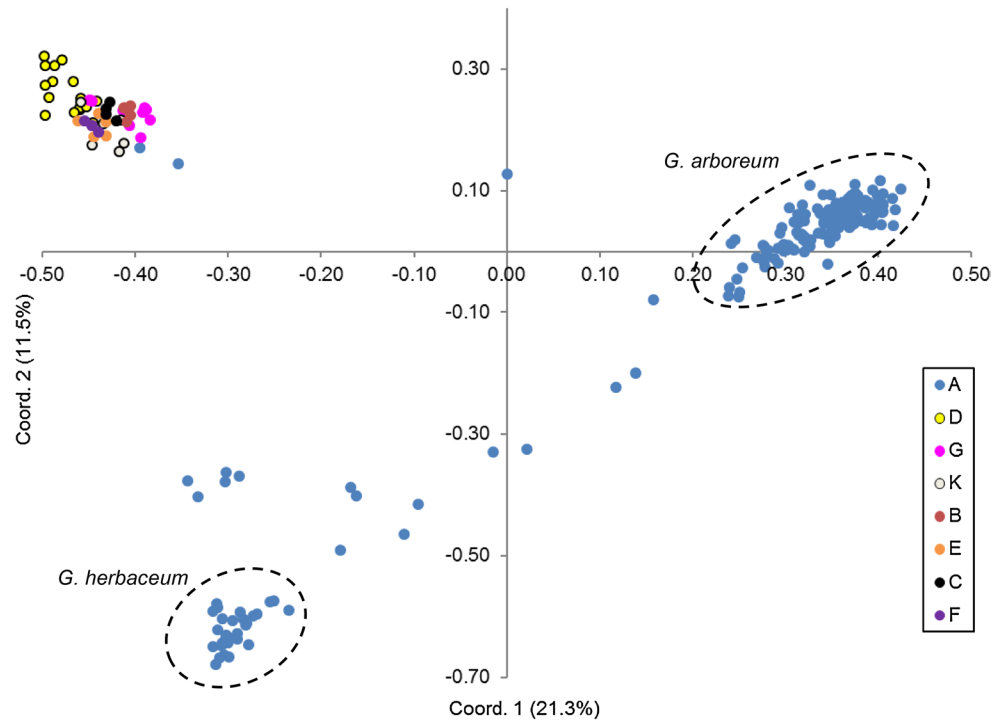 0.30
G. arboreum
0.10
-0.50 -0.40 -0.30 -0.20 -0.10 0.00 0.10 0.20 0.30 0.40 0.50
-0.10
Coord. 2 (11.5%)
A
D
-0.30
G
K
B
-0.50
E
G. herbaceum
C
F
-0.70
Coord. 1 (21.3%)